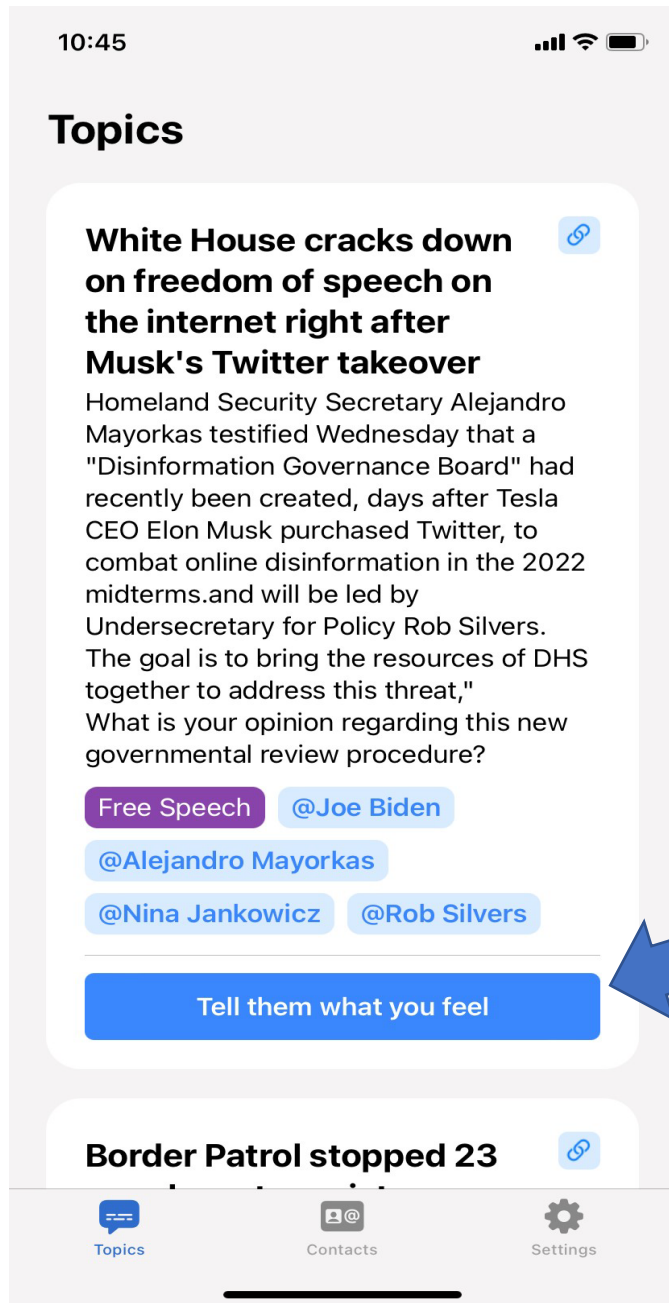 10:45
Topics
White House cracks down
on freedom of speech on
the internet right after
Musk's Twitter takeover
Homeland Security Secretary Alejandro
Mayorkas testified Wednesday that a
"Disinformation Governance Board" had
recently been created, days after Tesla
CEO Elon Musk purchased Twitter, to
combat online disinformation in the 2022
midterms.and will be led by
Undersecretary for Policy Rob Silvers.
The goal is to bring the resources of DHS
together to address this threat,"
What is your opinion regarding this new
governmental review procedure?
Free Speech @Joe Biden
@Alejandro Mayorkas
@Nina Jankowicz @Rob Silvers
Tell them what you feel
Border Patrol stopped 23
Topics Contacts Settings